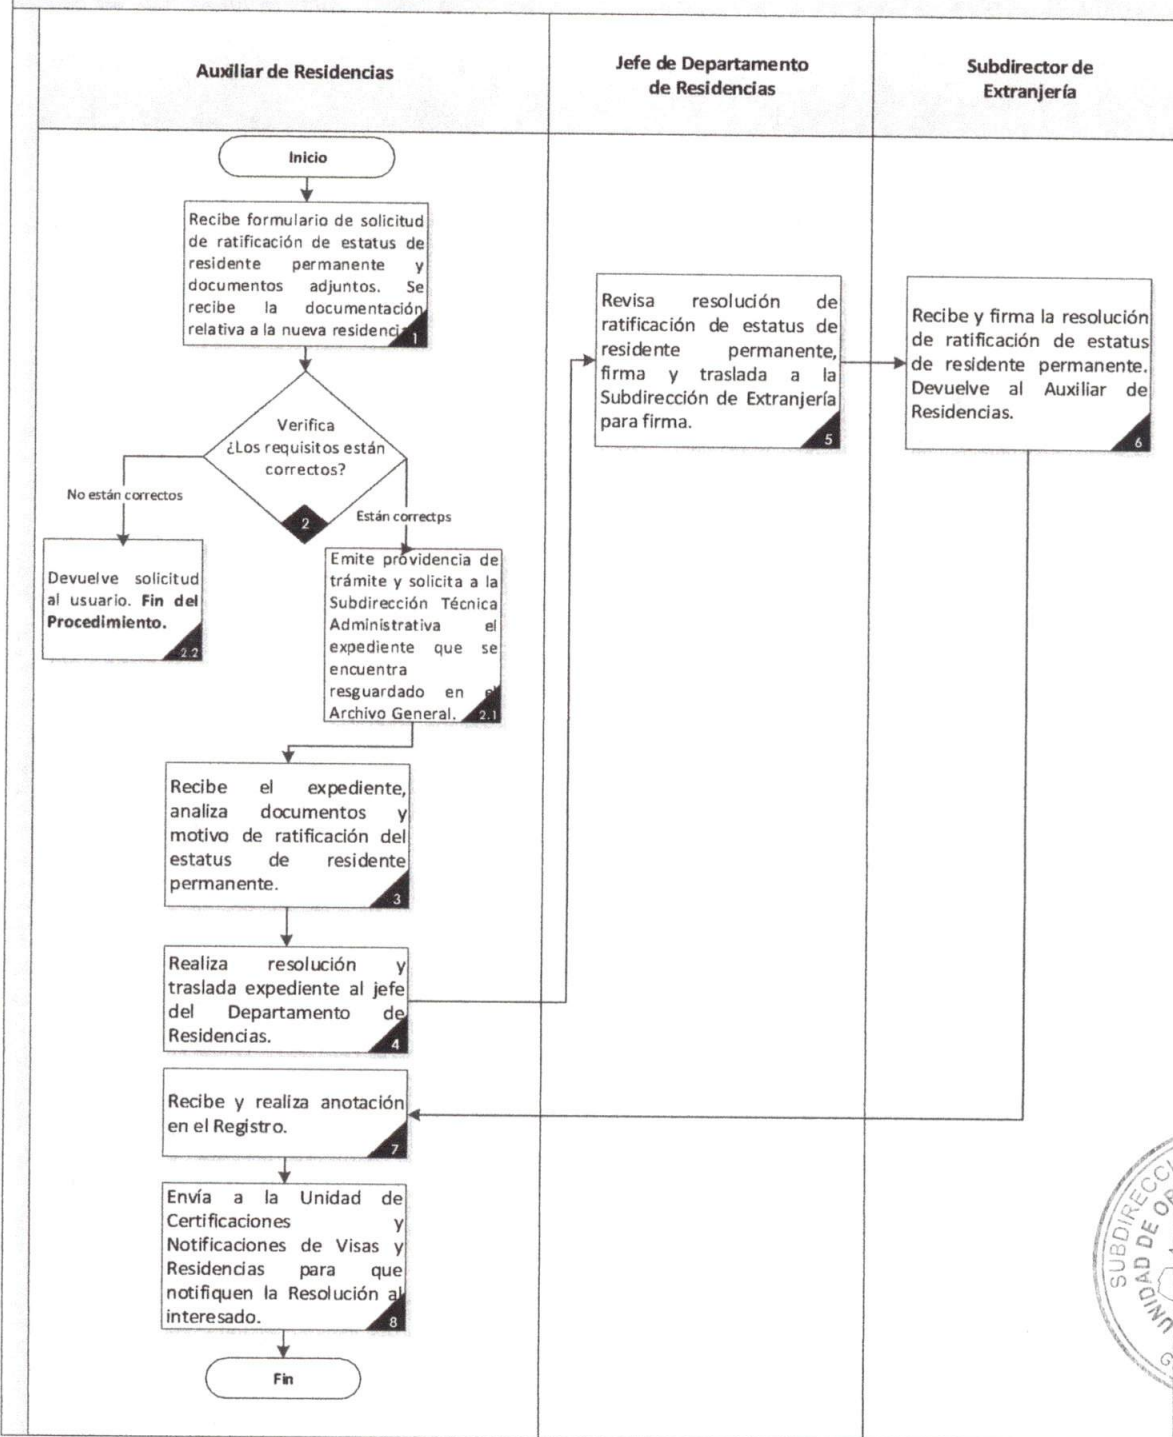 Auxiliar de Residencias
Jefe de Departamento
de Residencias
Subdirector de
Extranjería
Inicio
Recibe formulario de solicitud
de ratificación de estatus de
residente permanente y
documentos adjuntos. Se
recibe la documentación
relativa a la nueva residencia
1
Verifica
¿Los requisitos están
correctos?
2
No están correctos
Están correctps
Devuelve solicitud
al usuario. Fin del
Procedimiento.
2.2
Emite providencia de
trámite y solicita a la
Subdirección Técnica
Administrativa el
expediente que se
encuentra
resguardado en el
Archivo General.
2.1
Recibe el expediente,
analiza documentos y
motivo de ratificación del
estatus de residente
permanente.
3
Realiza resolución y
traslada expediente al jefe
del Departamento de
Residencias.
4
Revisa resolución de
ratificación de estatus de
residente permanente,
firma y traslada a la
Subdirección de Extranjería
para firma.
5
Recibe y firma la resolución
de ratificación de estatus
de residente permanente.
Devuelve al Auxiliar de
Residencias.
6
Recibe y realiza anotación
en el Registro.
7
Envía a la Unidad de
Certificaciones y
Notificaciones de Visas y
Residencias para que
notifiquen la Resolución al
interesado.
8
Fin
UNIDAD DE